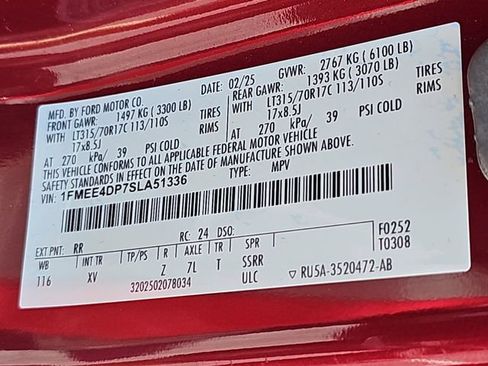 MFD. BY FORD MOTOR CO.
DATE: 02/25 GVWR: 2767 KG ( 6100 LB)
FRONT GAWR: 1497 KG ( 3300 LB) REAR GAWR: 1393 KG ( 3070 LB)
WITH LT315/70R17C 113/110S TIRES WITH LT315/70R17C 113/110S TIRES
17x8.5J RIMS 17x8.5J RIMS
AT 270 kPa/ 39 PSI COLD AT 270 kPa/ 39 PSI COLD
THIS VEHICLE CONFORMS TO ALL APPLICABLE FEDERAL MOTOR VEHICLE
SAFETY STANDARDS IN EFFECT ON THE DATE OF MANUFACTURE SHOWN ABOVE.
VIN: 1FMEE4DP7SLA51336 TYPE: MPV
F0252
T0308
EXT PNT: RR RC: 24 DSO:
WB INT TR TP/PS R AXLE TR SPR
116 XV Z 7L T SSRR
3202502078034 ULC RU5A-3520472-AB